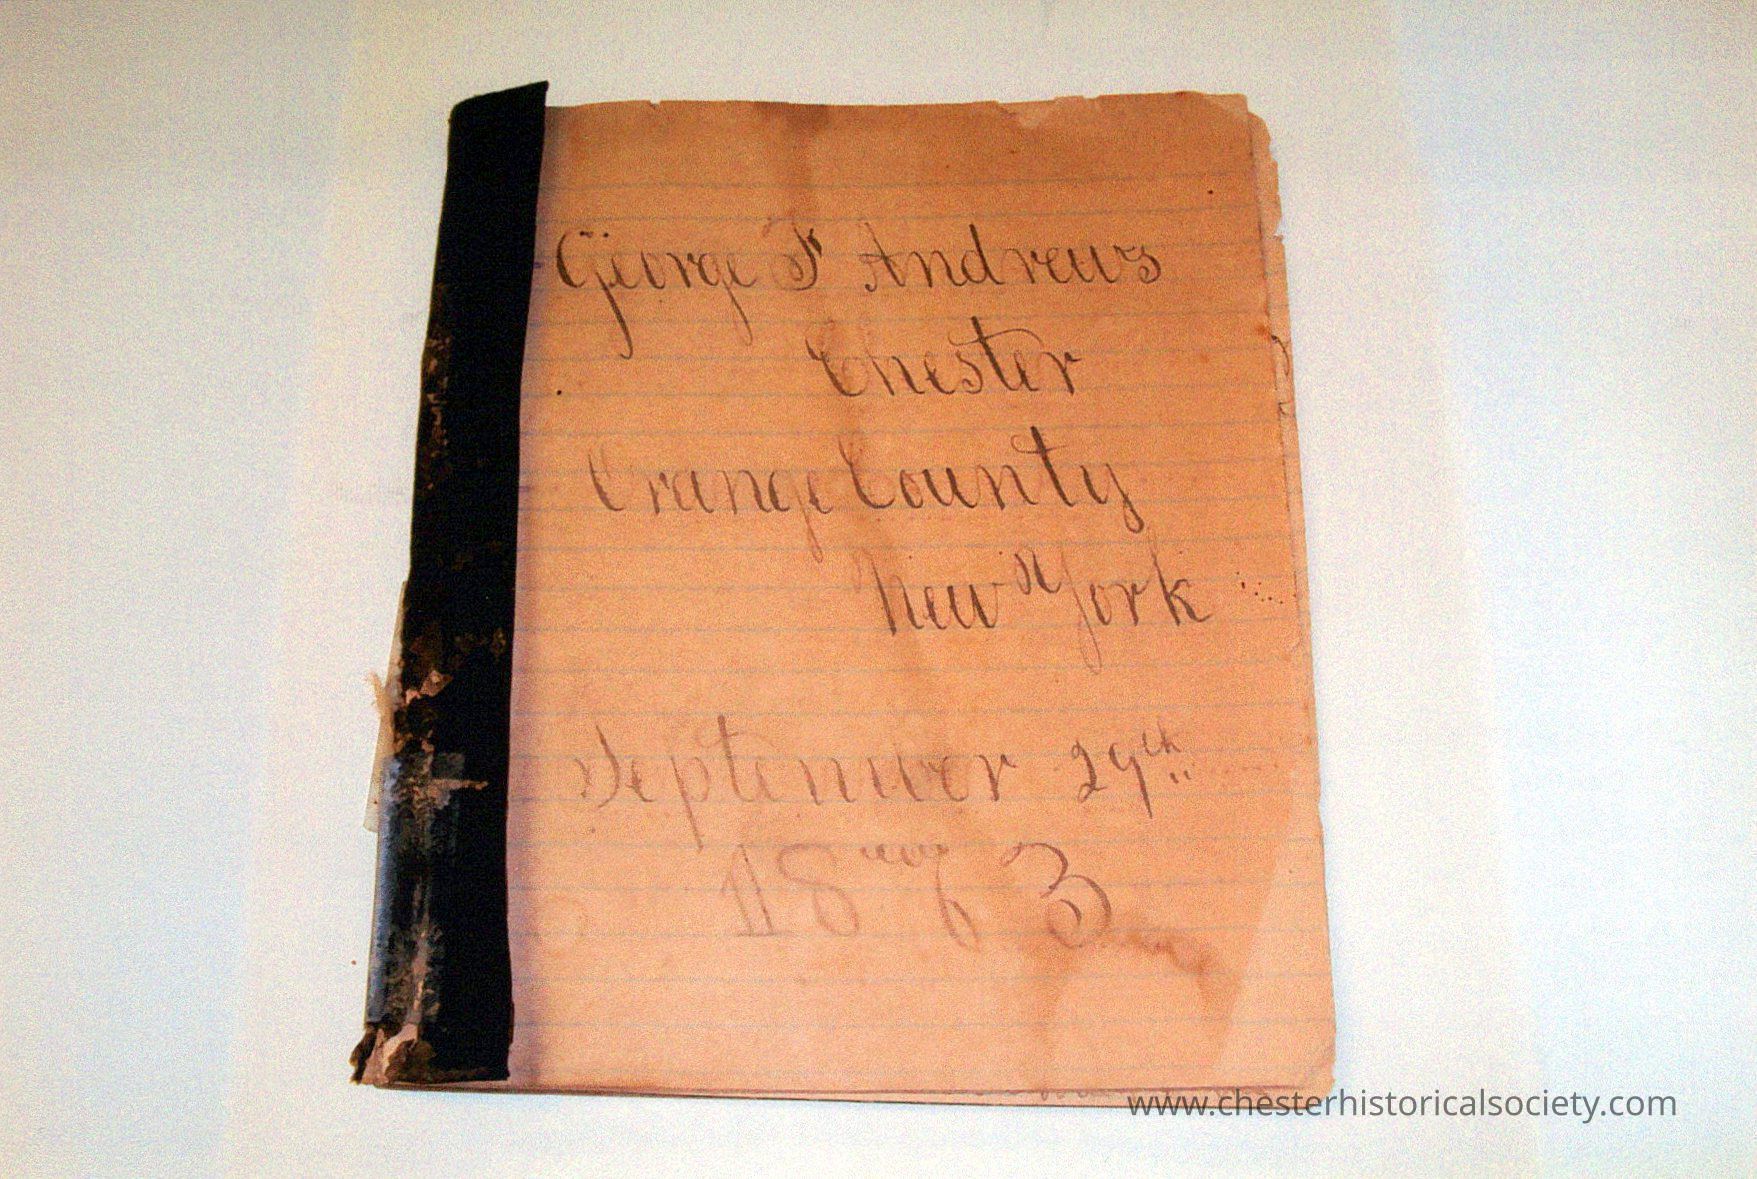 George F Andrews
Chester
Orange County
New York
September 29th
1863
www.chesterhistoricalsociety.com